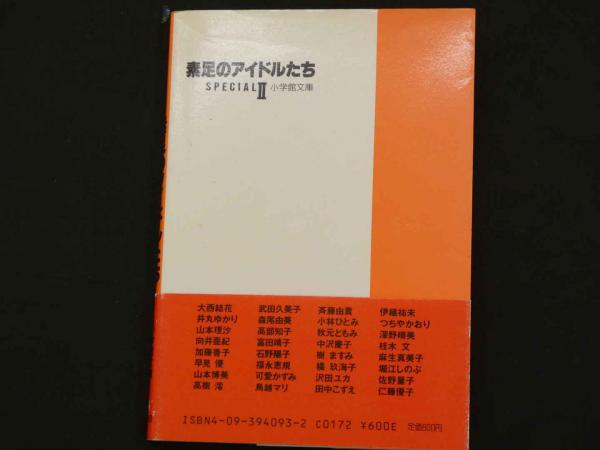 素足のアイドルたち
SPECIALⅡ 小学館文庫
大西結花 武田久美子 斉藤由貴 伊織祐未
井丸ゆかり 森尾由美 小林ひとみ つちやかおり
山本理沙 高部知子 秋元ともみ 深野晴美
向井亜紀 富田靖子 中沢慶子 桂木 文
加藤香子 石野陽子 樹 ますみ 麻生真美子
早見 優 福永恵規 橘 玖海子 堀江しのぶ
山本博美 可愛かずみ 沢田ユカ 佐野量子
高樹 澪 鳥越マリ 田中こずえ 仁藤優子
ISBN4-09-394093-2 C0172 ¥600E 定価600円